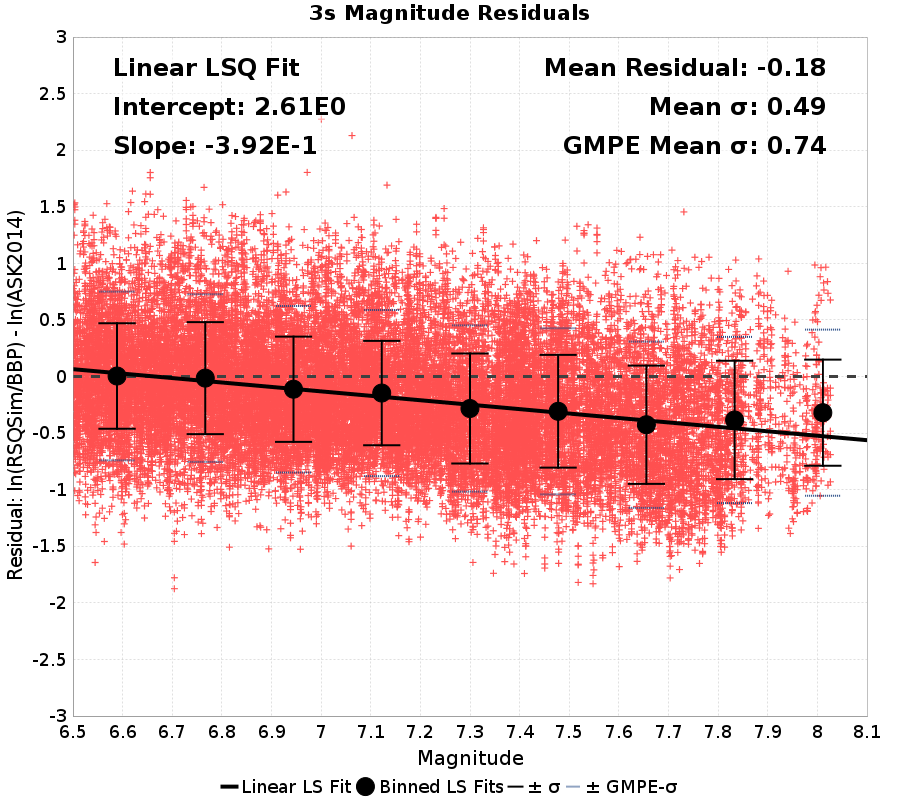 3s Magnitude Residuals
Linear LSQ Fit
Intercept: 2.61E0
Slope: -3.92E-1
Mean Residual: -0.18
Mean σ: 0.49
GMPE Mean σ: 0.74
Residual: ln(RSQSim/BBP) - ln(ASK2014)
3
2.5
2
1.5
1
0.5
0
-0.5
-1
-1.5
-2
-2.5
-3
6.5 6.6 6.7 6.8 6.9 7 7.1 7.2 7.3 7.4 7.5 7.6 7.7 7.8 7.9 8 8.1
Magnitude
Linear LS Fit Binned LS Fits ± σ ± GMPE-σ